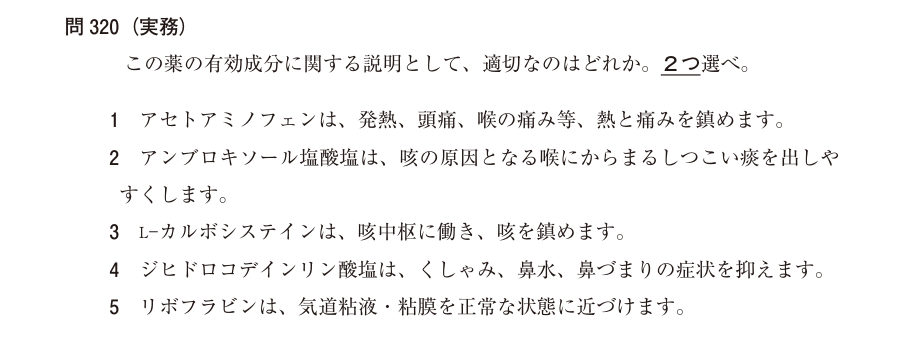 問 320（実務）
この薬の有効成分に関する説明として、適切なのはどれか。２つ選べ。
1 アセトアミノフェンは、発熱、頭痛、喉の痛み等、熱と痛みを鎮めます。
2 アンブロキソール塩酸塩は、咳の原因となる喉にからまるしつこい痰を出しや
すくします。
3 L-カルボシステインは、咳中枢に働き、咳を鎮めます。
4 ジヒドロコデインリン酸塩は、くしゃみ、鼻水、鼻づまりの症状を抑えます。
5 リボフラビンは、気道粘液・粘膜を正常な状態に近づけます。